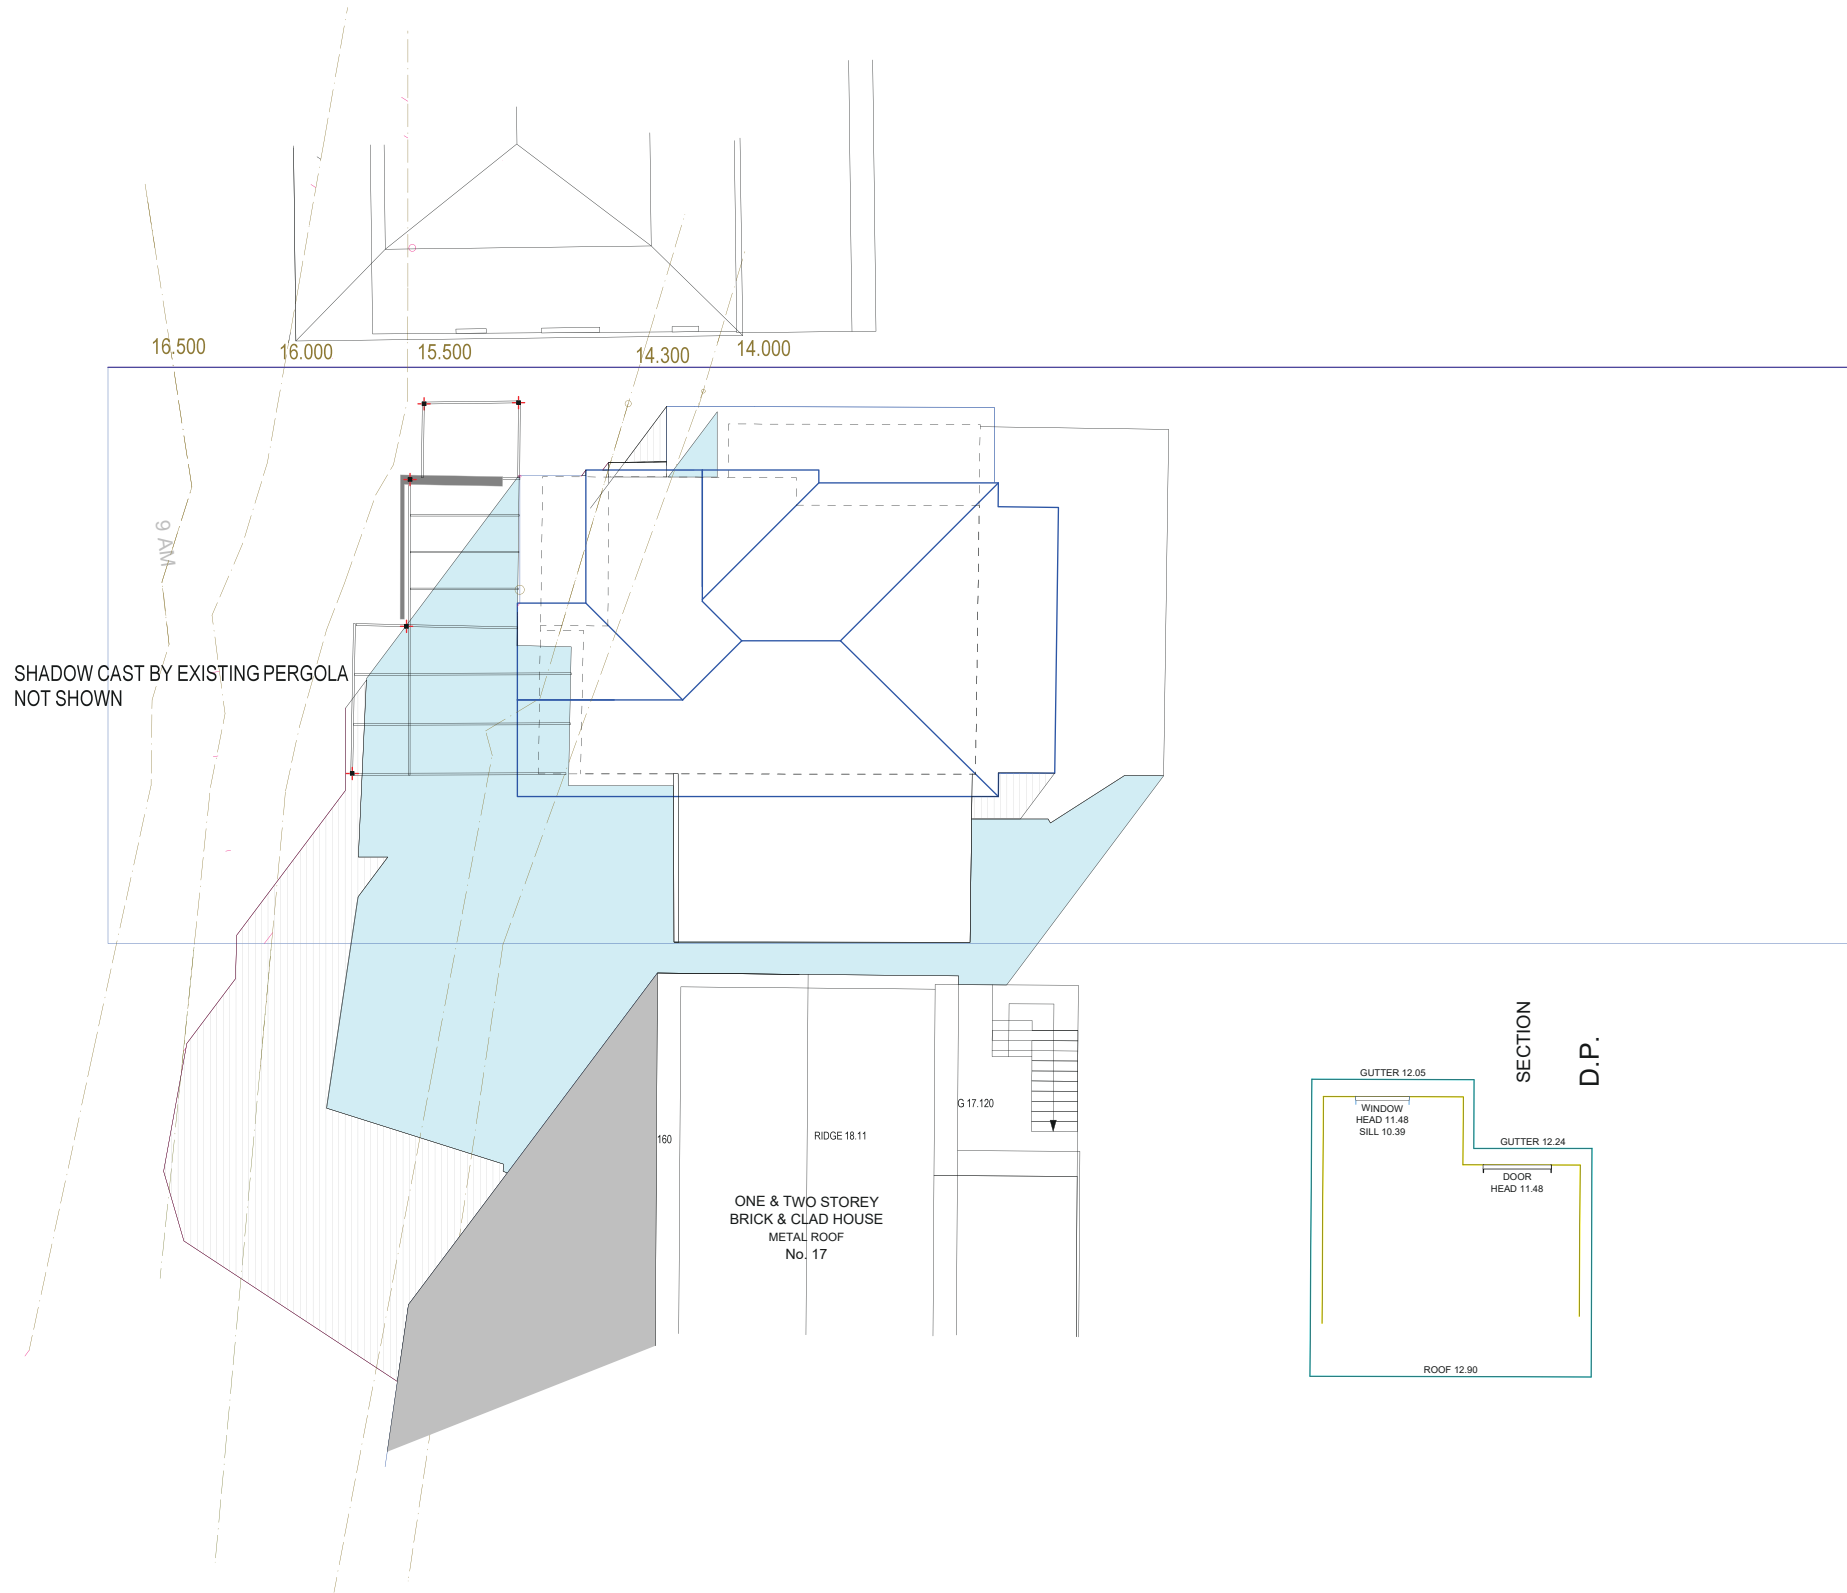 16.500
16.000
15.500
14.300
14.000
9 AM
SHADOW CAST BY EXISTING PERGOLA
NOT SHOWN
SECTION
D.P.
GUTTER 12.05
WINDOW
HEAD 11.48
SILL 10.39
GUTTER 12.24
DOOR
HEAD 11.48
ROOF 12.90
G 17.120
160
RIDGE 18.11
ONE & TWO STOREY
BRICK & CLAD HOUSE
METAL ROOF
No. 17